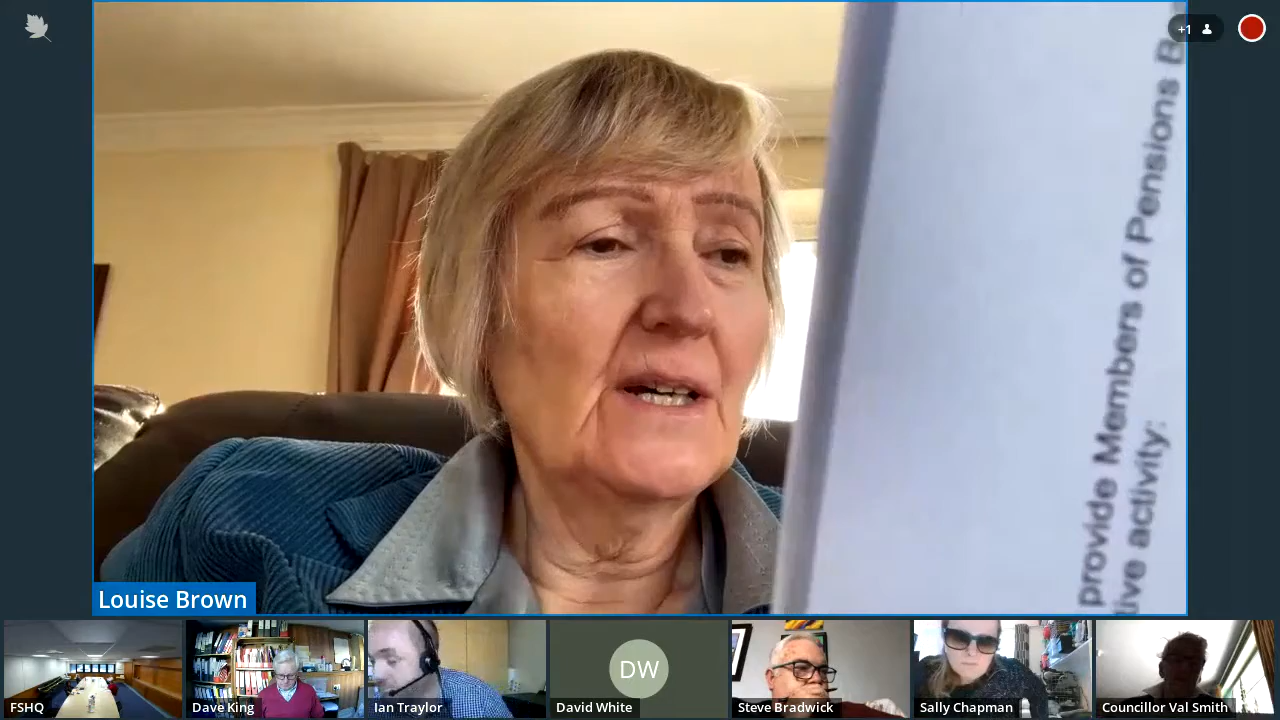 +1
provide Members of Pensions B
tive activity:
Louise Brown
FSHQ
Dave King
Ian Traylor
DW
David White
Steve Bradwick
Sally Chapman
Councillor Val Smith